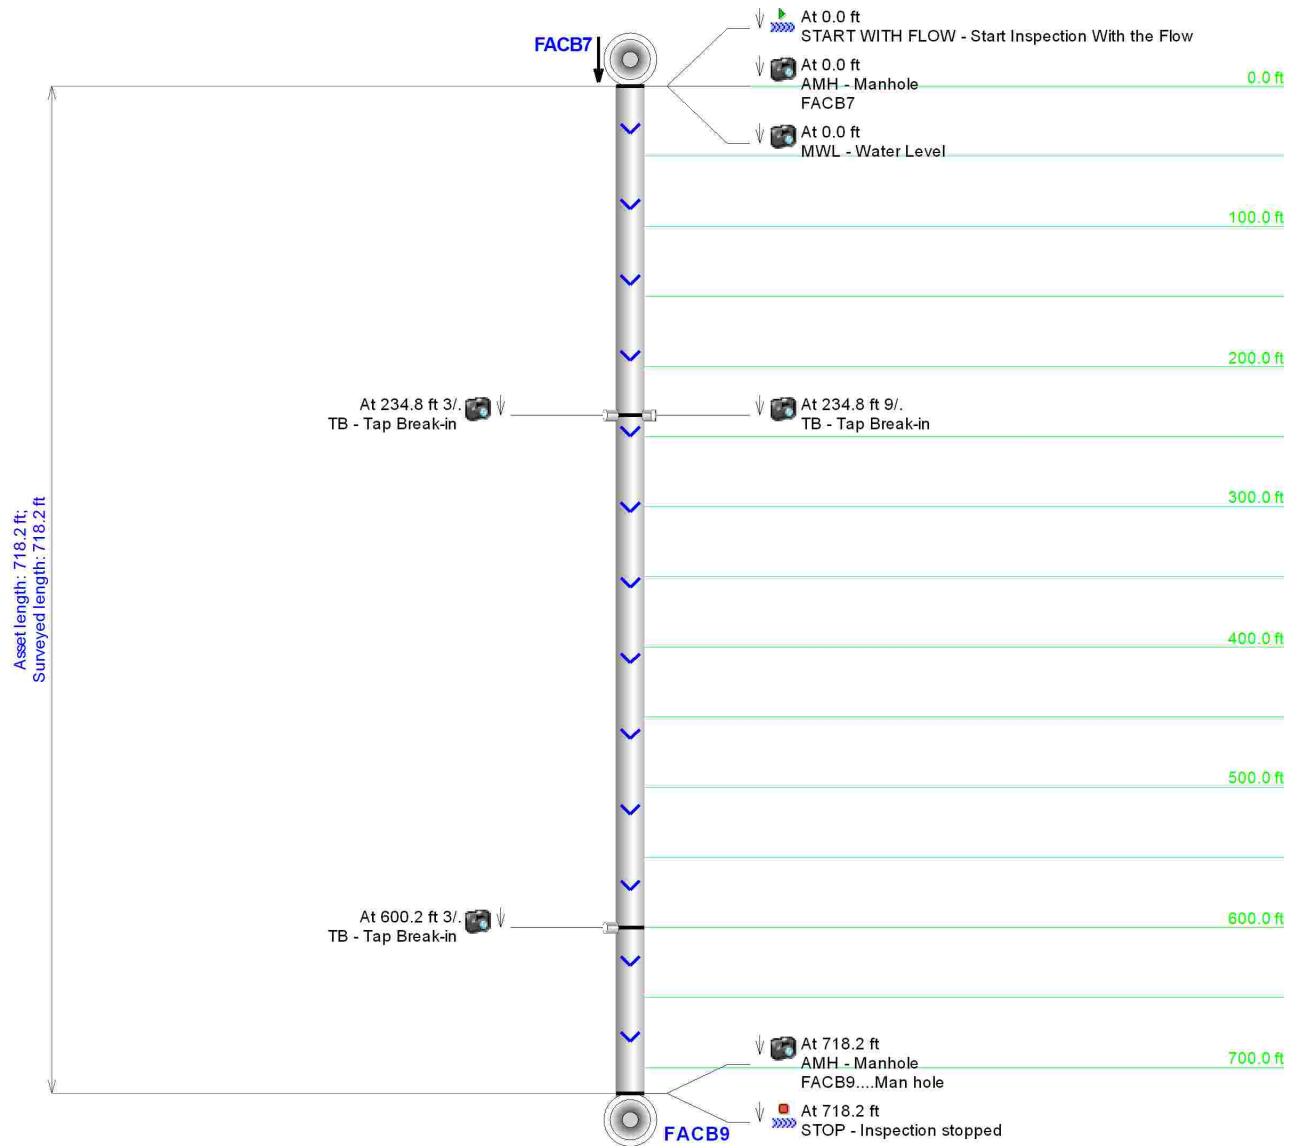 At 0.0 ft
START WITH FLOW - Start Inspection With the Flow
FACB7
At 0.0 ft
AMH - Manhole
FACB7
0.0 ft
At 0.0 ft
MWL - Water Level
100.0 ft
200.0 ft
At 234.8 ft 3/.
TB - Tap Break-in
At 234.8 ft 9/.
TB - Tap Break-in
300.0 ft
Asset length: 718.2 ft;
Surveyed length: 718.2 ft
400.0 ft
500.0 ft
At 600.2 ft 3/.
TB - Tap Break-in
600.0 ft
At 718.2 ft
AMH - Manhole
FACB9....Man hole
700.0 ft
At 718.2 ft
STOP - Inspection stopped
FACB9